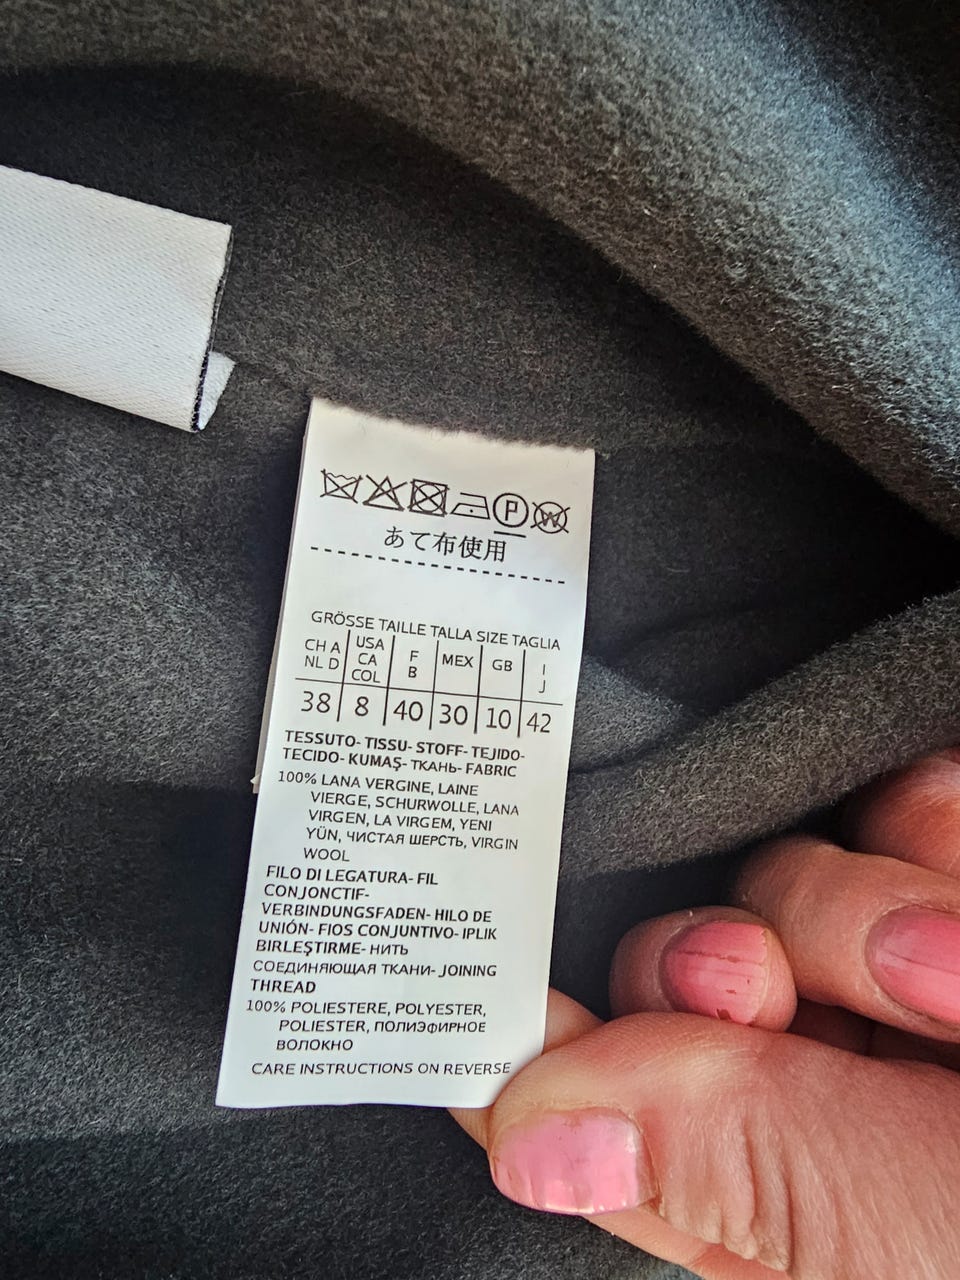 P W
あて布使用
GRÖSSE TAILLE TALLA SIZE TAGLIA
CH A NL D | USA CA COL | F B | MEX | GB | I J
38 | 8 | 40 | 30 | 10 | 42
TESSUTO- TISSU- STOFF- TEJIDO-
TECIDO- KUMAŞ- ТКАНЬ- FABRIC
100% LANA VERGINE, LAINE
VIERGE, SCHURWOLLE, LANA
VIRGEN, LA VIRGEM, YENI
YÜN, ЧИСТАЯ ШЕРСТЬ, VIRGIN
WOOL
FILO DI LEGATURA- FIL
CONJONCTIF-
VERBINDUNGSFADEN- HILO DE
UNIÓN- FIOS CONJUNTIVO- IPLIK
BIRLEŞTIRME- НИТЬ
СОЕДИНЯЮЩАЯ ТКАНИ- JOINING
THREAD
100% POLIESTERE, POLYESTER,
POLIESTER, ПОЛИЭФИРНОЕ
ВОЛОКНО
CARE INSTRUCTIONS ON REVERSE